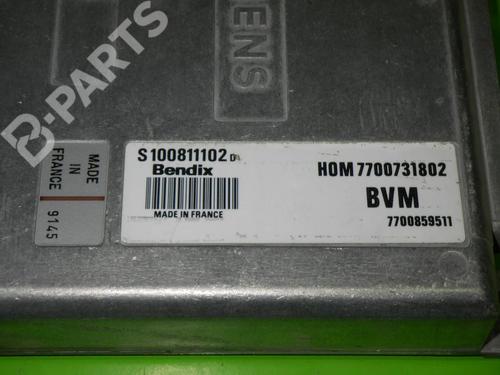 B-PARTS
ENS
MADE
IN
FRANCE
9145
S100811102 D
Bendix
MADE IN FRANCE
HOM 7700731802
BVM
7700859511